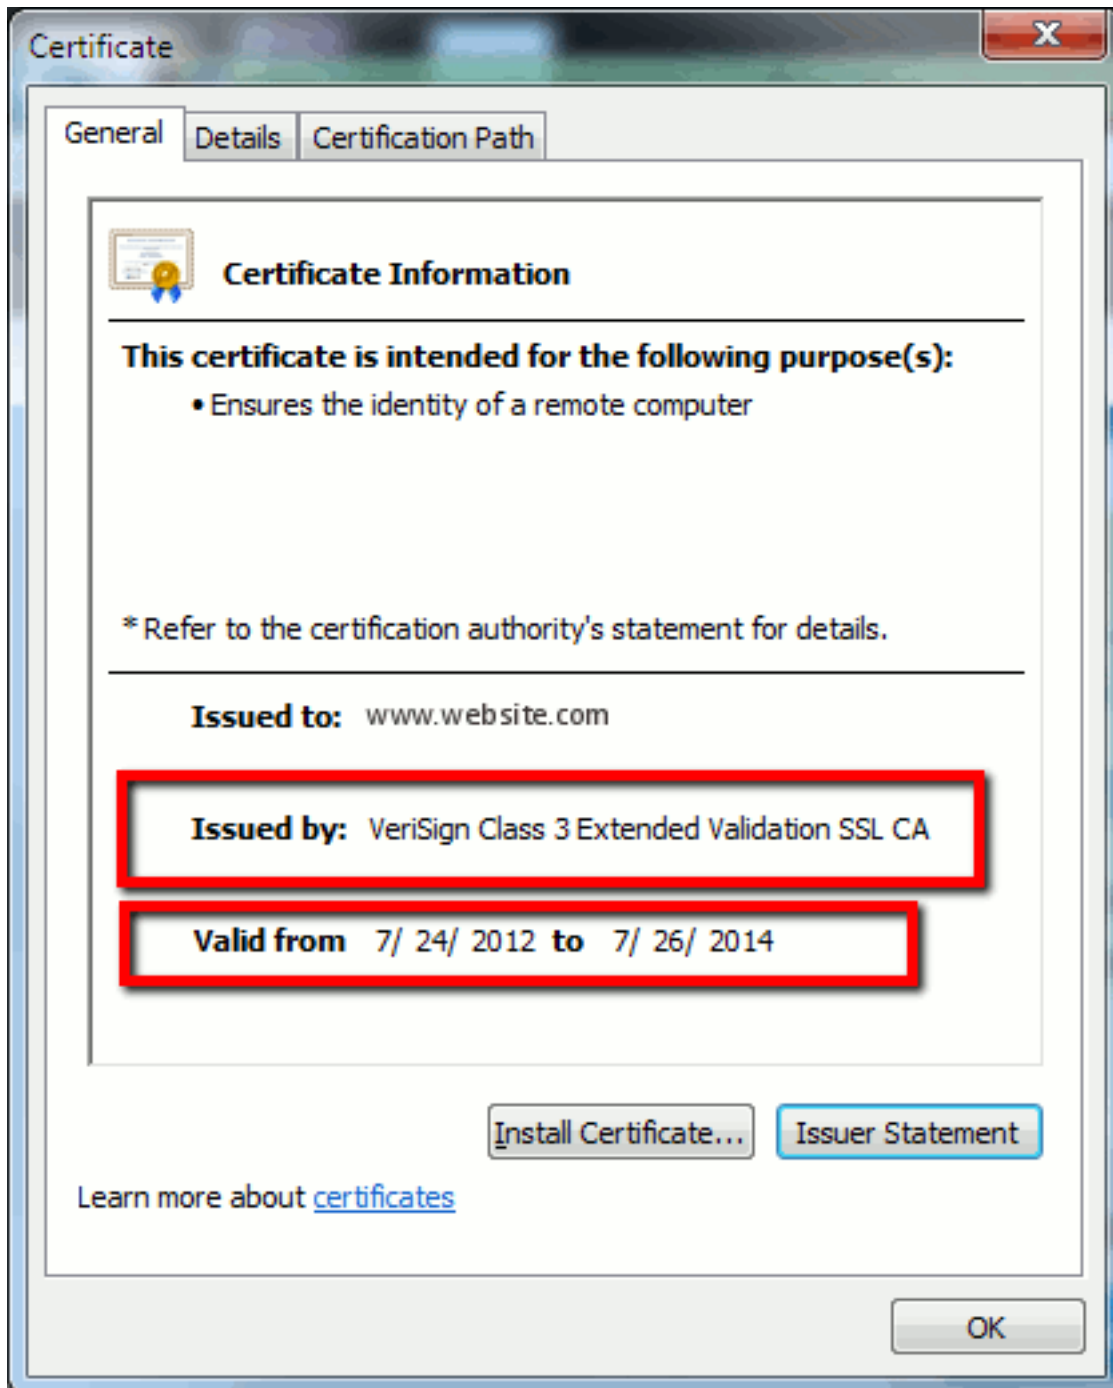 Certificate
General Details Certification Path
Certificate Information
This certificate is intended for the following purpose(s):
• Ensures the identity of a remote computer
* Refer to the certification authority's statement for details.
Issued to: www.website.com
Issued by: VeriSign Class 3 Extended Validation SSL CA
Valid from 7/ 24/ 2012 to 7/ 26/ 2014
Install Certificate... Issuer Statement
Learn more about certificates
OK